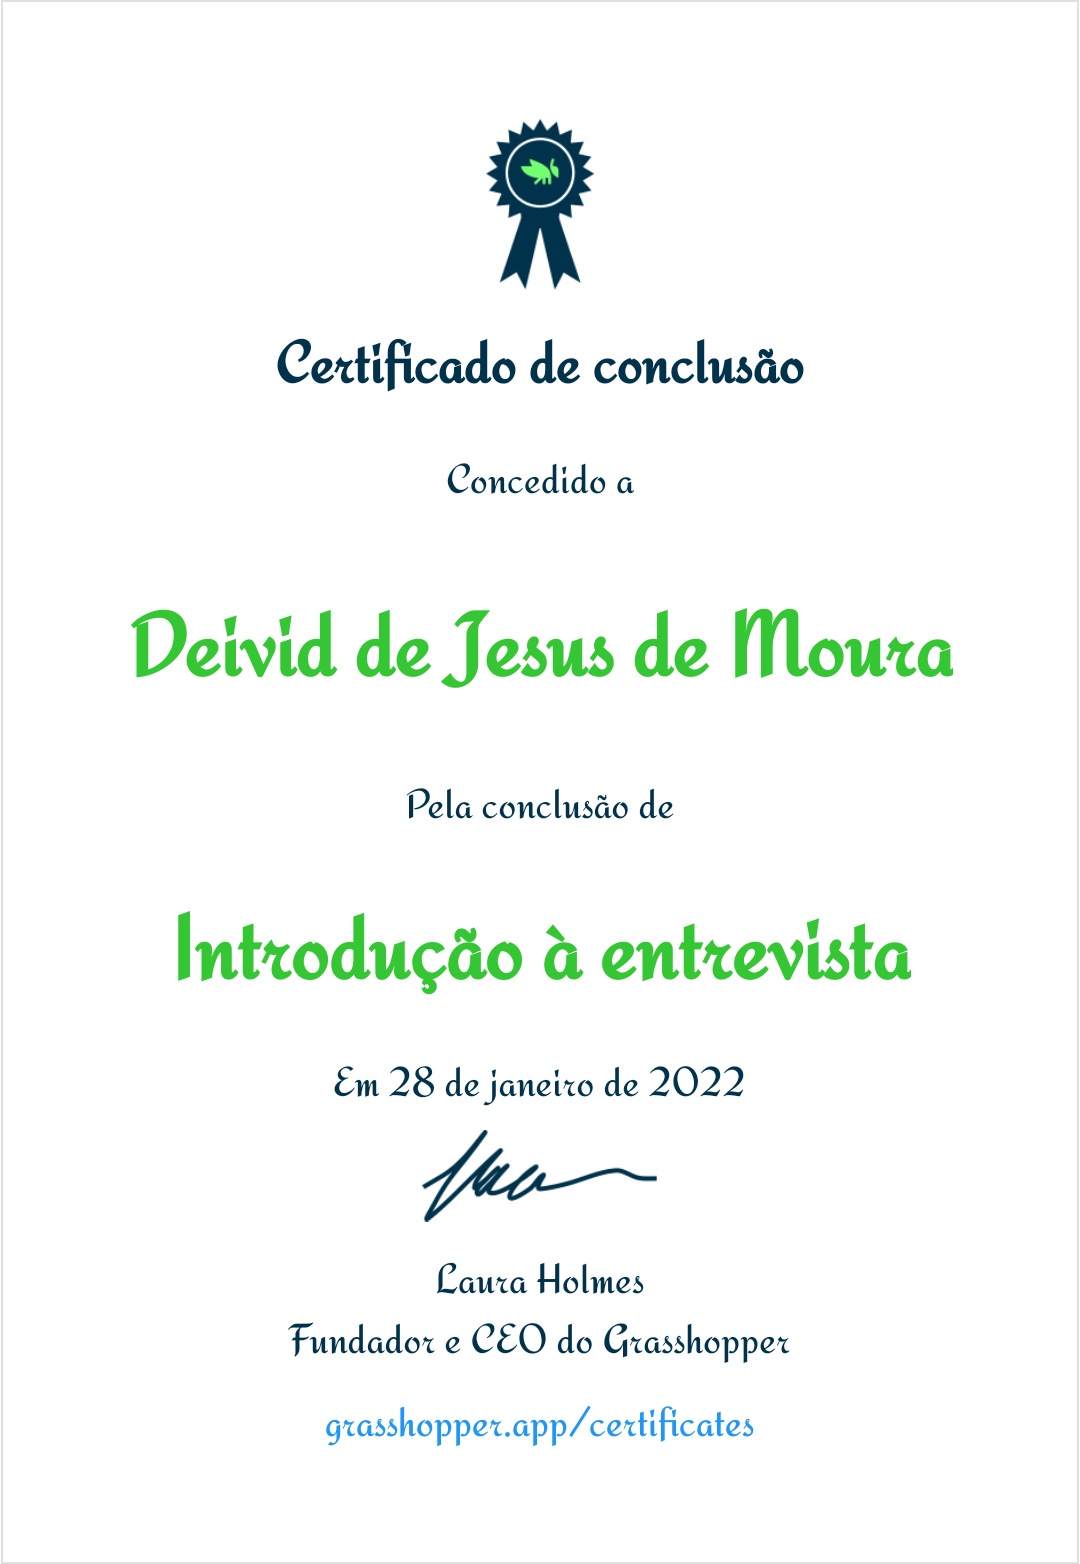 Certificado de conclusão
Concedido a
Deivid de Jesus de Moura
Pela conclusão de
Introdução à entrevista
Em 28 de janeiro de 2022
Laura Holmes
Fundador e CEO do Grasshopper
grasshopper.app/certificates